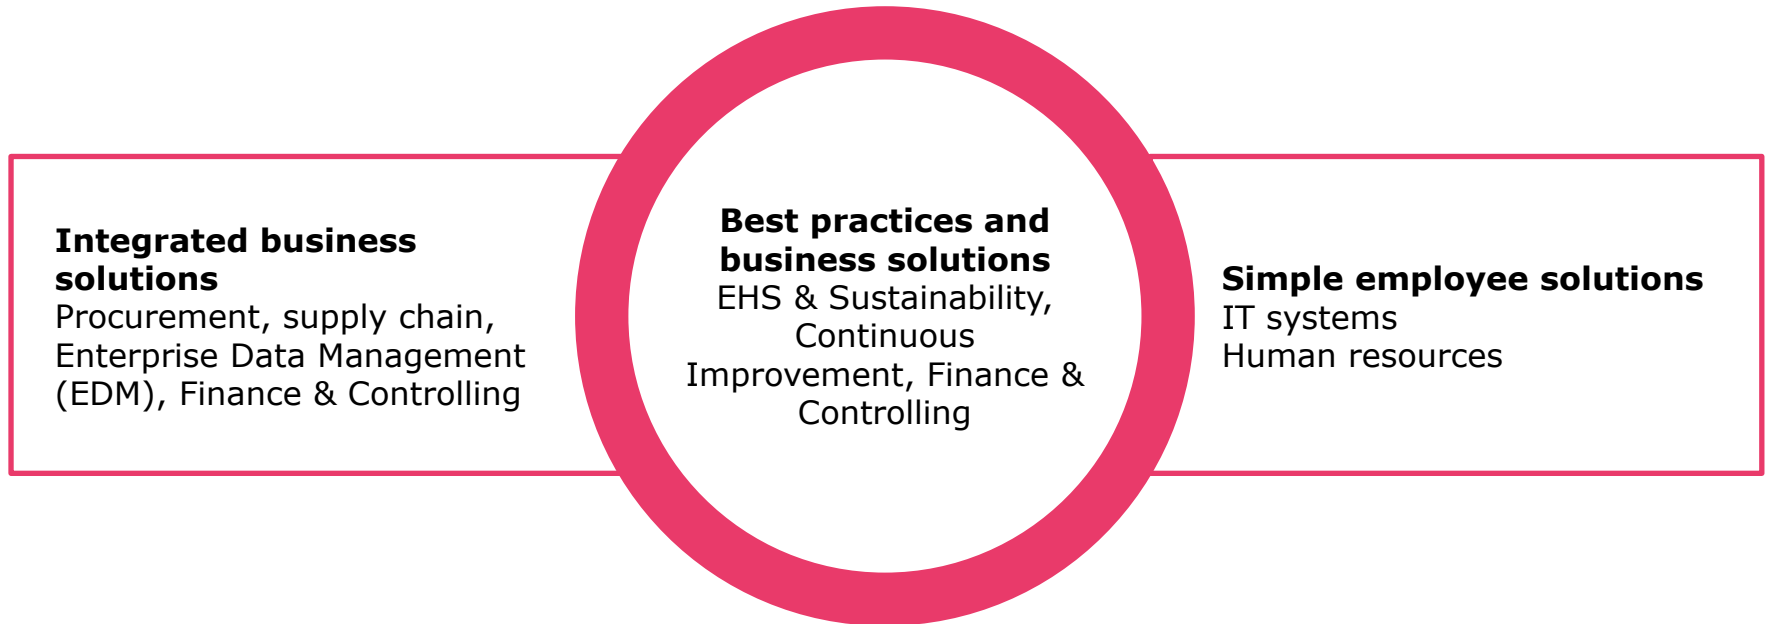 Integrated business
solutions
Procurement, supply chain,
Enterprise Data Management
(EDM), Finance & Controlling
Best practices and
business solutions
EHS & Sustainability,
Continuous
Improvement, Finance &
Controlling
Simple employee solutions
IT systems
Human resources